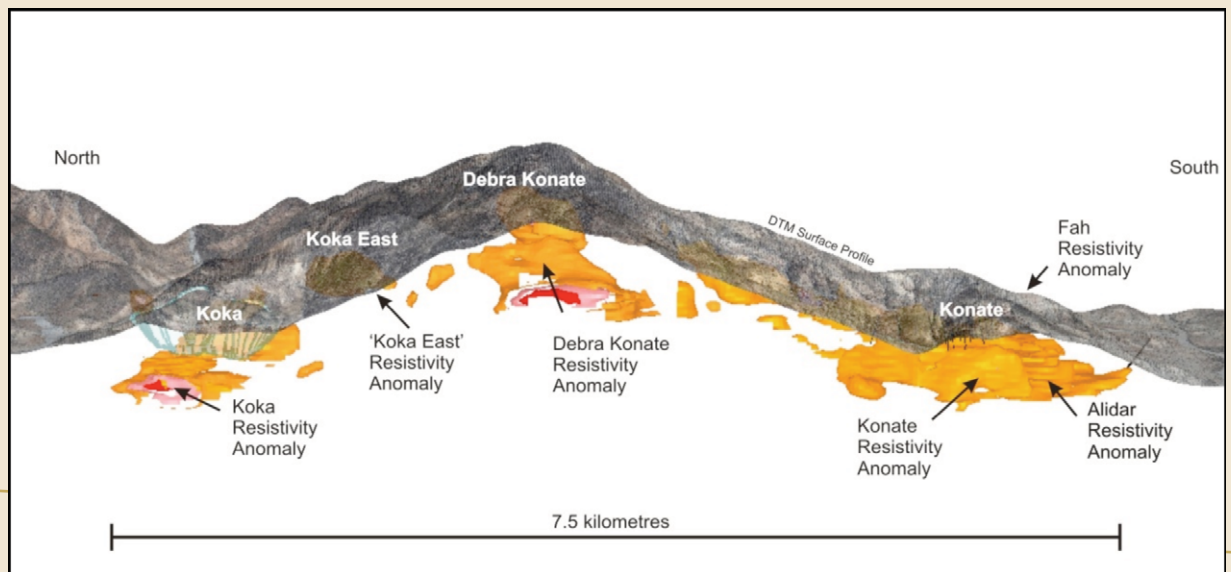 North
South
Debra Konate
Koka East
DTM Surface Profile
Fah
Resistivity
Anomaly
Koka
Konate
'Koka East'
Resistivity
Anomaly
Debra Konate
Resistivity
Anomaly
Koka
Resistivity
Anomaly
Konate
Resistivity
Anomaly
Alidar
Resistivity
Anomaly
7.5 kilometres